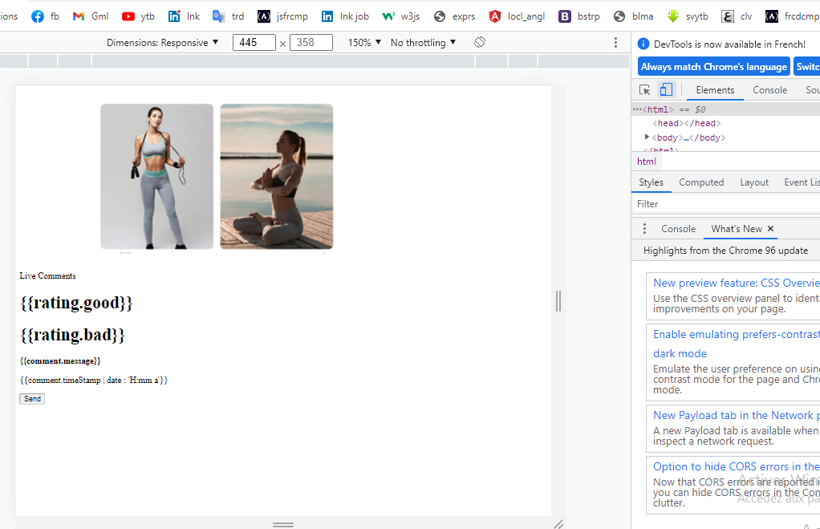 ions fb Gml ytb lnk trd jsfrcmp lnk job w3js exprs locl_angl bstrp blma svytb clv frcdcmp
Dimensions: Responsive ▼ 445 × 358 150% ▼ No throttling ▼
DevTools is now available in French!
Always match Chrome's language Switc
Elements Console Sou
···<html> == $0
<head></head>
▶<body>…</body>
</html>
html
Styles Computed Layout Event Lis
Filter
Console What's New ×
Highlights from the Chrome 96 update
New preview feature: CSS Overvie
Use the CSS overview panel to identi
improvements on your page.
Enable emulating prefers-contrast
dark mode
Emulate the user preference on using
contrast mode for the page and Chro
mode.
New Payload tab in the Network p
A new Payload tab is available when
inspect a network request.
Option to hide CORS errors in the
Now that CORS errors are reported i
you can hide CORS errors in the Con
clutter.
Live Comments
{{rating.good}}
{{rating.bad}}
{{comment.message}}
{{comment.timeStamp | date : 'H:mm a'}}
Send
Activer Win
Accédez aux pa